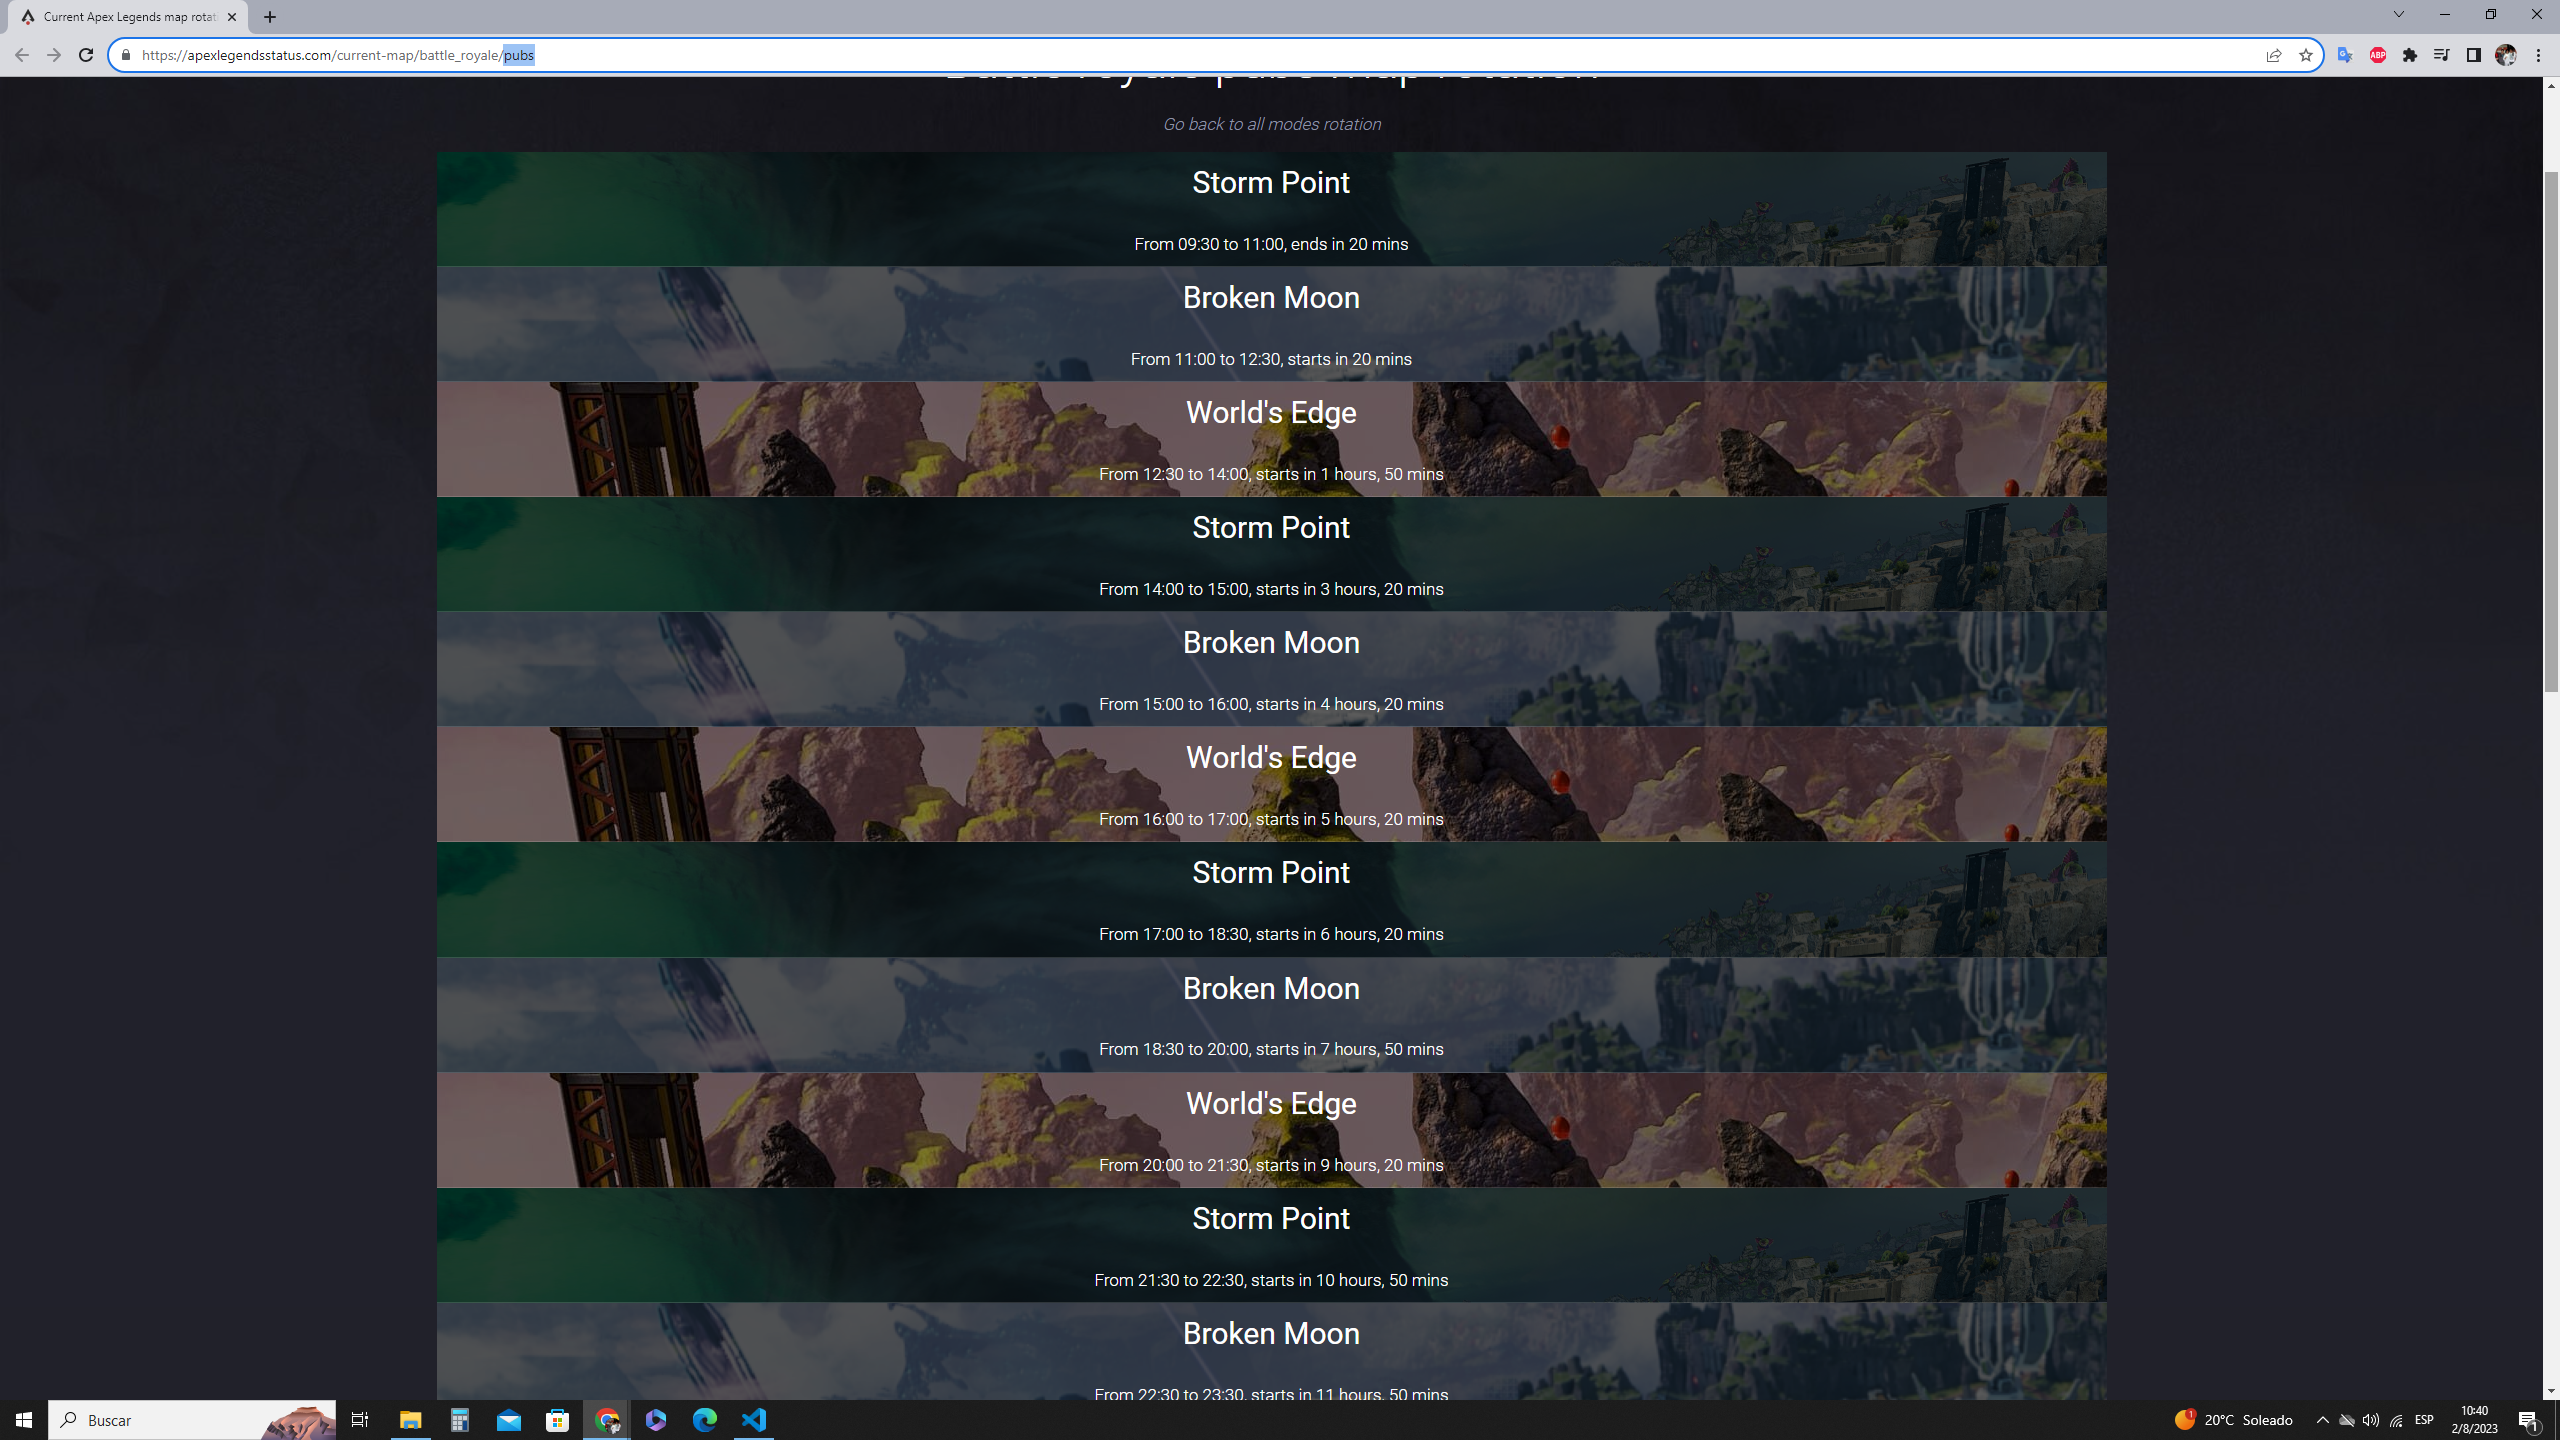 Current Apex Legends map rotati
https://apexlegendsstatus.com/current-map/battle_royale/pubs
Battle royale pubs map rotation
Go back to all modes rotation
Storm Point
From 09:30 to 11:00, ends in 20 mins
Broken Moon
From 11:00 to 12:30, starts in 20 mins
World's Edge
From 12:30 to 14:00, starts in 1 hours, 50 mins
Storm Point
From 14:00 to 15:00, starts in 3 hours, 20 mins
Broken Moon
From 15:00 to 16:00, starts in 4 hours, 20 mins
World's Edge
From 16:00 to 17:00, starts in 5 hours, 20 mins
Storm Point
From 17:00 to 18:30, starts in 6 hours, 20 mins
Broken Moon
From 18:30 to 20:00, starts in 7 hours, 50 mins
World's Edge
From 20:00 to 21:30, starts in 9 hours, 20 mins
Storm Point
From 21:30 to 22:30, starts in 10 hours, 50 mins
Broken Moon
From 22:30 to 23:30, starts in 11 hours, 50 mins
Buscar
1
20°C Soleado
ESP
10:40
2/8/2023
1
ABP